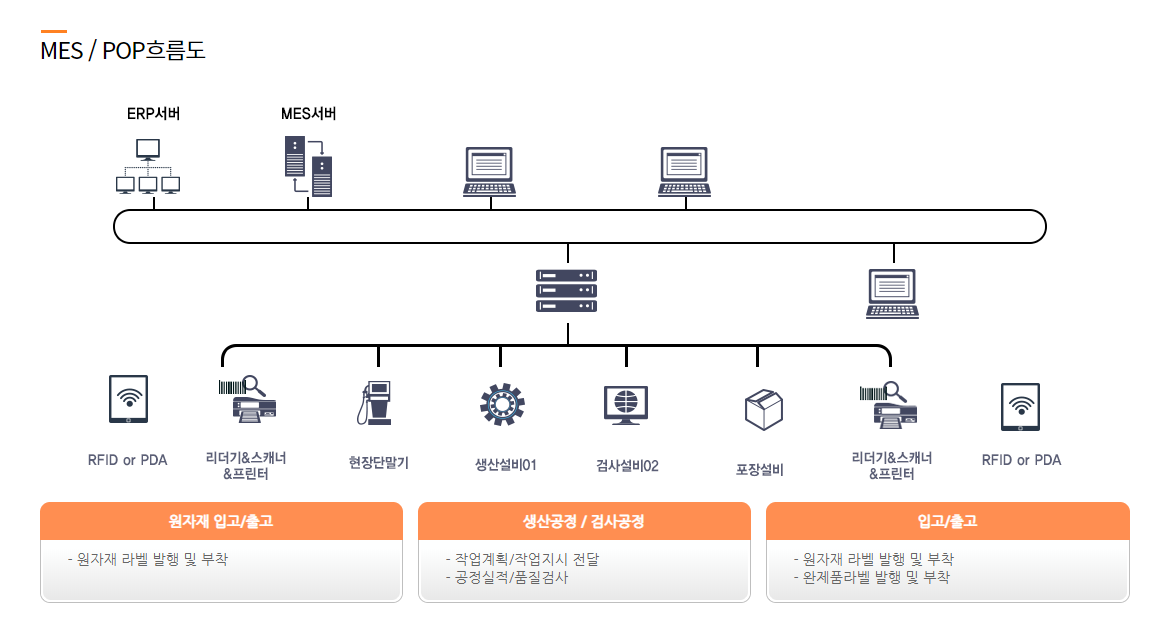 MES / POP흐름도
ERP서버
MES서버
RFID or PDA
리더기&스캐너
&프린터
현장단말기
생산설비01
검사설비02
포장설비
리더기&스캐너
&프린터
RFID or PDA
원자재 입고/출고
- 원자재 라벨 발행 및 부착
생산공정 / 검사공정
- 작업계획/작업지시 전달
- 공정실적/품질검사
입고/출고
- 원자재 라벨 발행 및 부착
- 완제품라벨 발행 및 부착